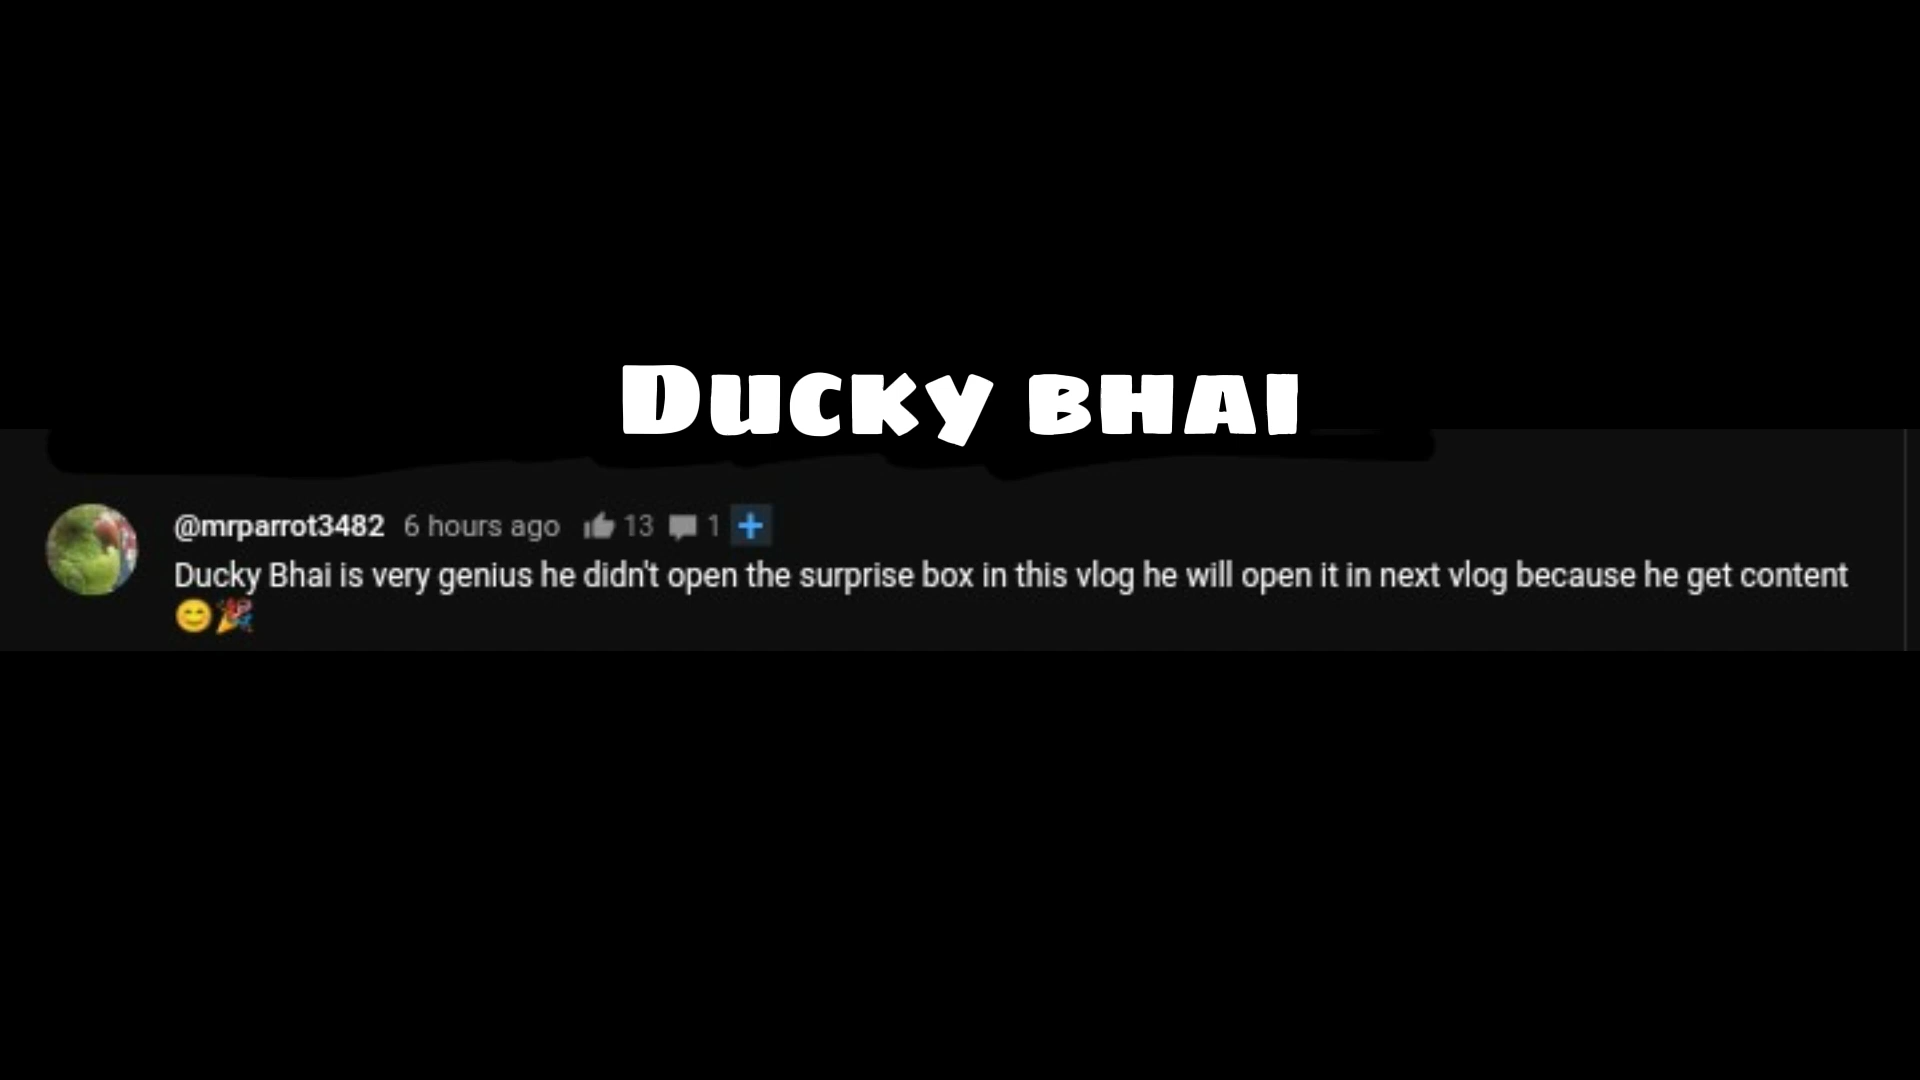 Ducky bhai
@mrparrot3482 6 hours ago 13 1 +
Ducky Bhai is very genius he didn't open the surprise box in this vlog he will open it in next vlog because he get content
😊🎉